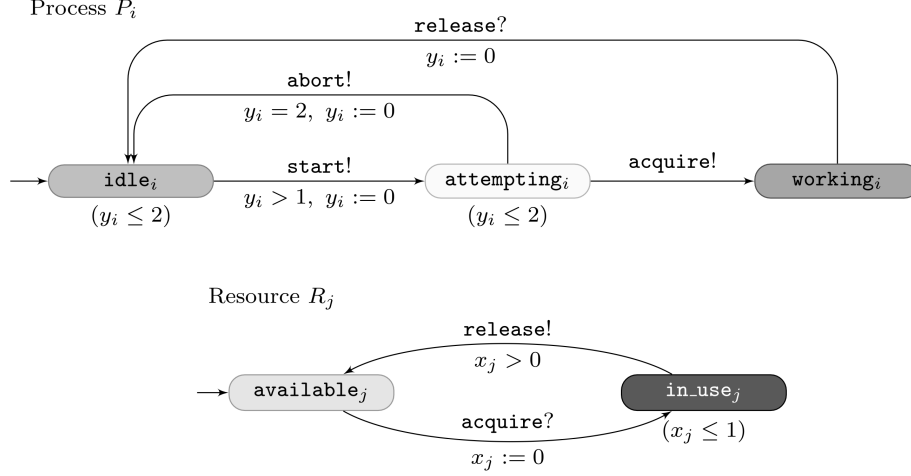 Process P_i
release?
y_i := 0
abort!
y_i = 2, y_i := 0
start!
y_i > 1, y_i := 0
acquire!
idle_i
attempting_i
working_i
(y_i ≤ 2)
(y_i ≤ 2)
Resource R_j
release!
x_j > 0
available_j
in_use_j
acquire?
(x_j ≤ 1)
x_j := 0